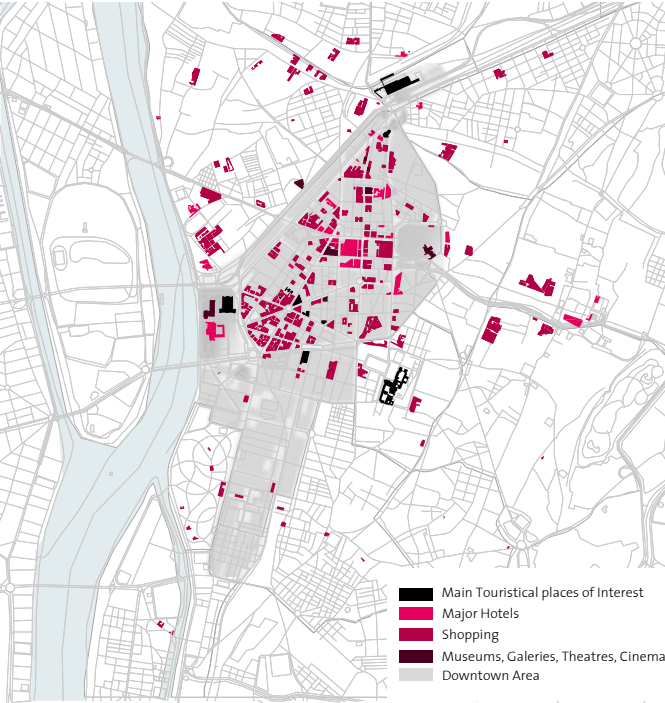 Main Touristical places of Interest
Major Hotels
Shopping
Museums, Galeries, Theatres, Cinema
Downtown Area